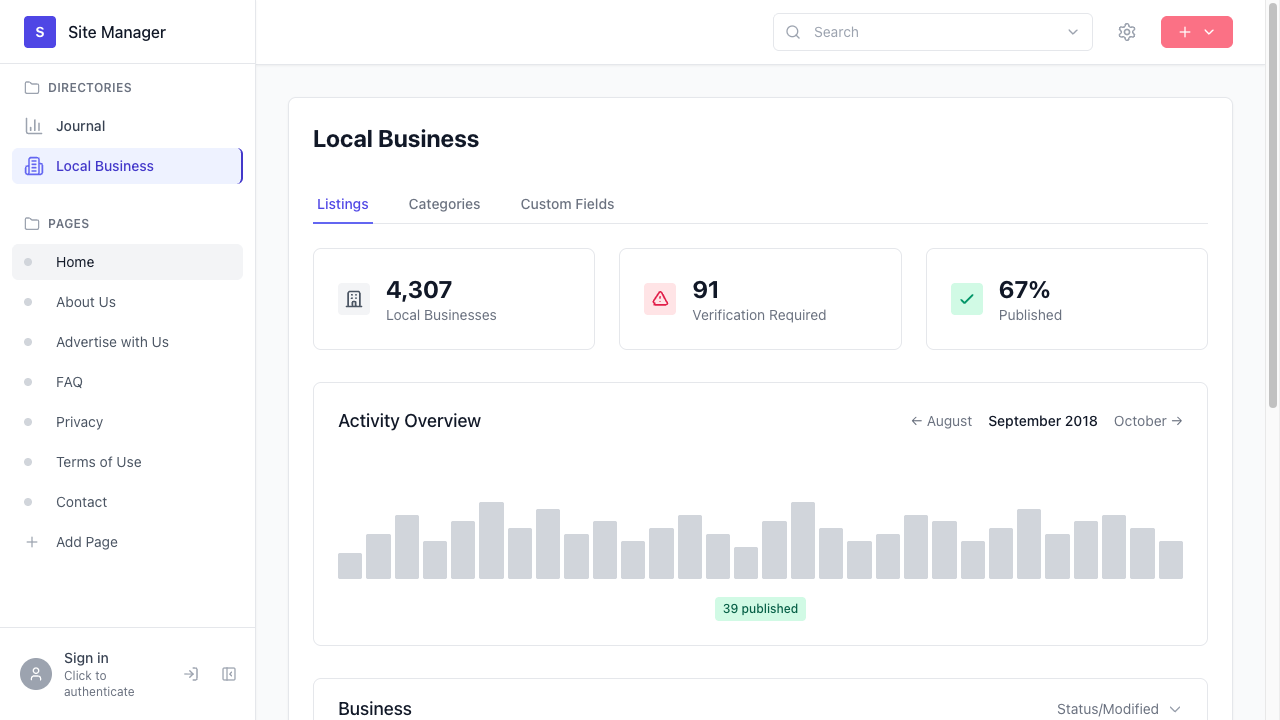 S Site Manager
Search
DIRECTORIES
Journal
Local Business
PAGES
Home
About Us
Advertise with Us
FAQ
Privacy
Terms of Use
Contact
Add Page
Sign in
Click to
authenticate
Local Business
Listings Categories Custom Fields
4,307
Local Businesses
91
Verification Required
67%
Published
Activity Overview
← August September 2018 October →
39 published
Business
Status/Modified